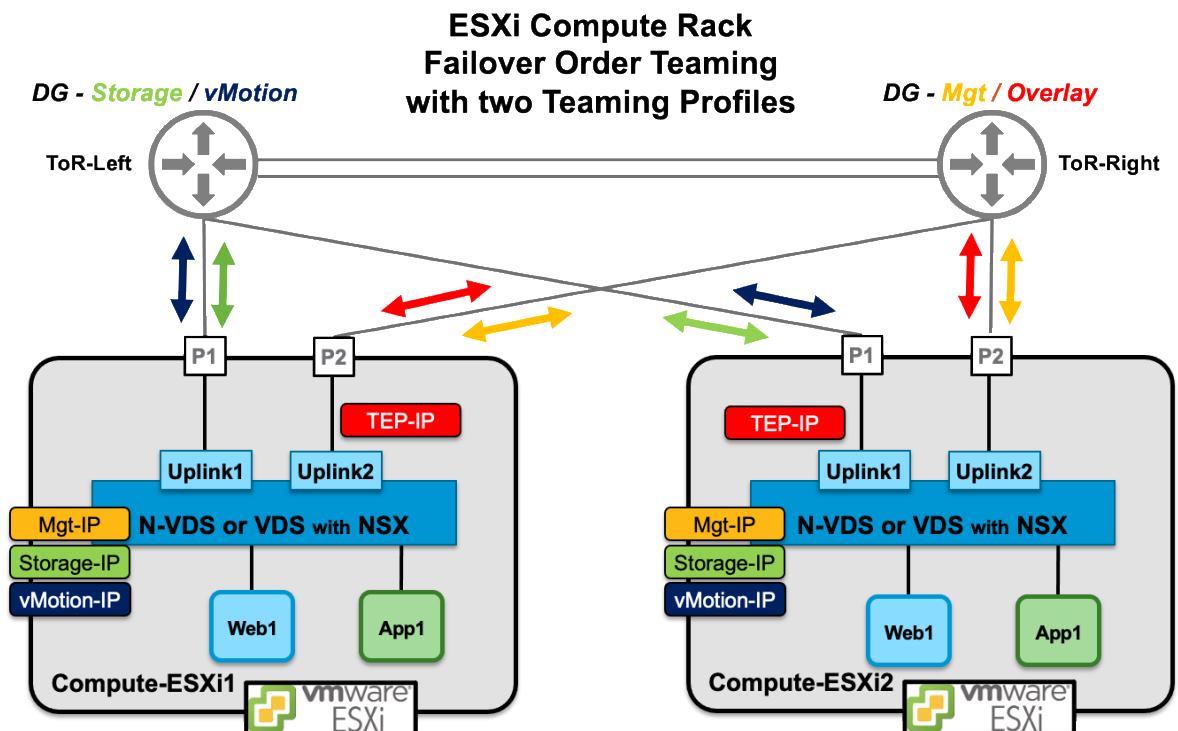 ESXi Compute Rack
Failover Order Teaming
with two Teaming Profiles
DG - Storage / vMotion
DG - Mgt / Overlay
ToR-Left
ToR-Right
P1
P2
P1
P2
TEP-IP
TEP-IP
Uplink1
Uplink2
Uplink1
Uplink2
Mgt-IP
N-VDS or VDS with NSX
Mgt-IP
N-VDS or VDS with NSX
Storage-IP
Storage-IP
vMotion-IP
vMotion-IP
Web1
App1
Web1
App1
Compute-ESXi1
Compute-ESXi2
vmware®
ESXi
vmware®
ESXi